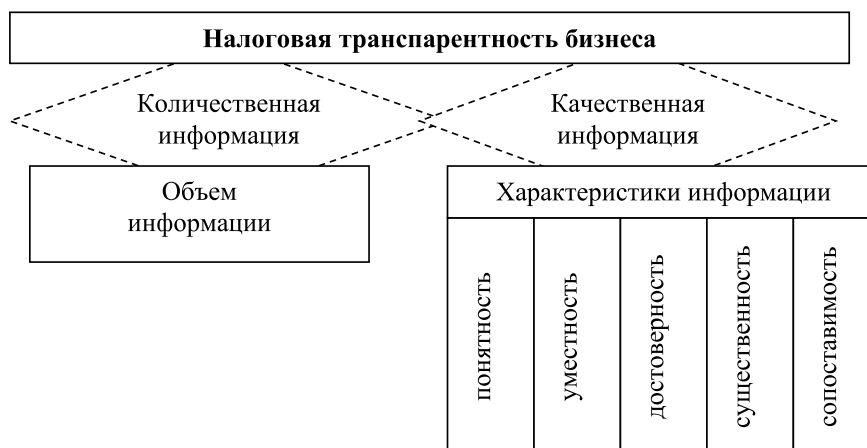 Налоговая транспарентность бизнеса
Количественная
информация
Качественная
информация
Объем
информации
Характеристики информации
понятность
уместность
достоверность
существенность
сопоставимость